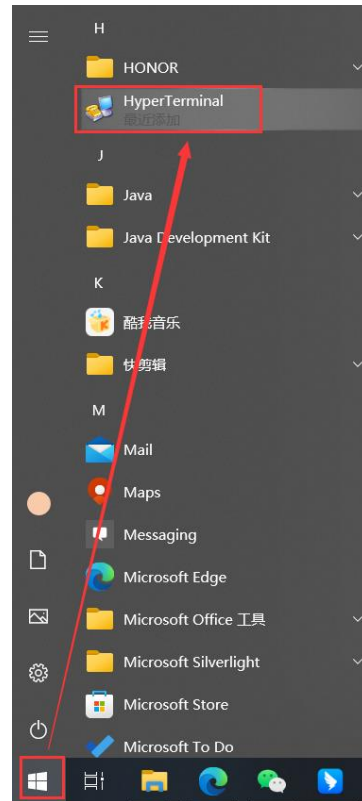 H
HONOR
HyperTerminal
最近添加
J
Java
Java Development Kit
K
酷我音乐
快剪辑
M
Mail
Maps
Messaging
Microsoft Edge
Microsoft Office 工具
Microsoft Silverlight
Microsoft Store
Microsoft To Do